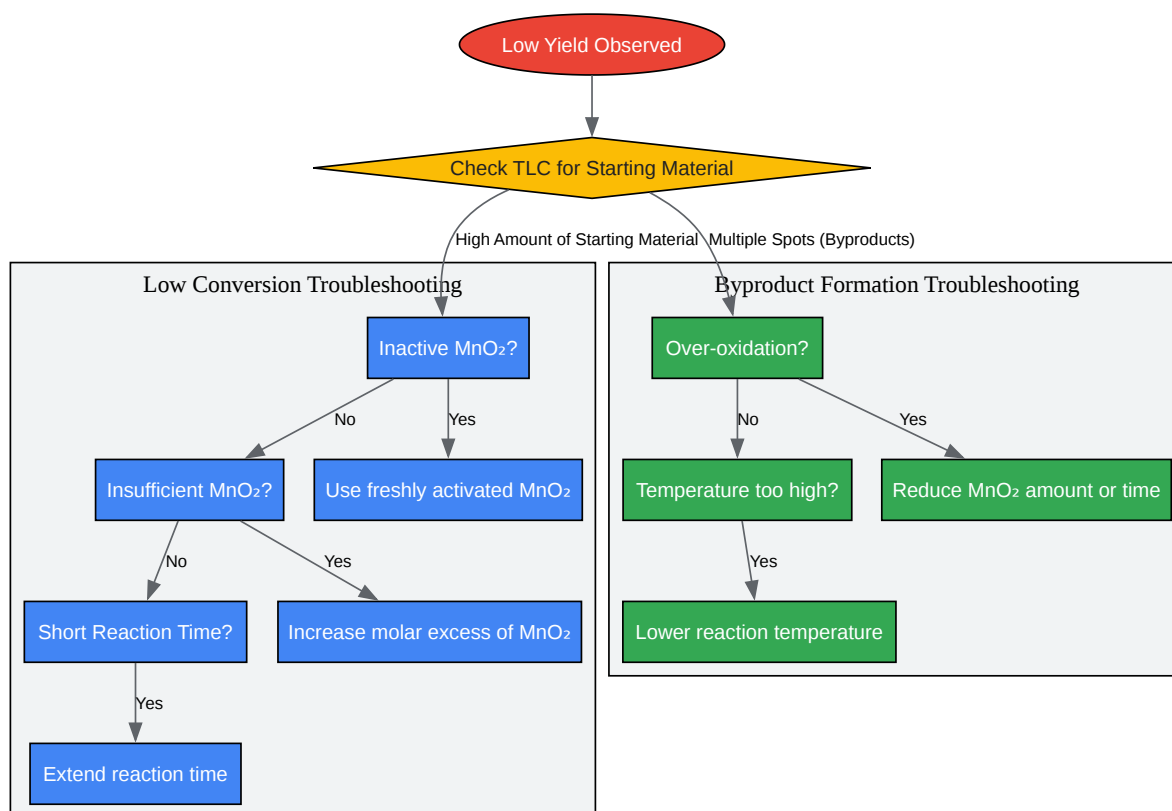 Low Yield Observed
Check TLC for Starting Material
High Amount of Starting Material
Multiple Spots (Byproducts)
Low Conversion Troubleshooting
Byproduct Formation Troubleshooting
Inactive MnO₂?
Over-oxidation?
No
Yes
No
Yes
Insufficient MnO₂?
Use freshly activated MnO₂
Temperature too high?
Reduce MnO₂ amount or time
No
Yes
Yes
Short Reaction Time?
Increase molar excess of MnO₂
Lower reaction temperature
Yes
Extend reaction time